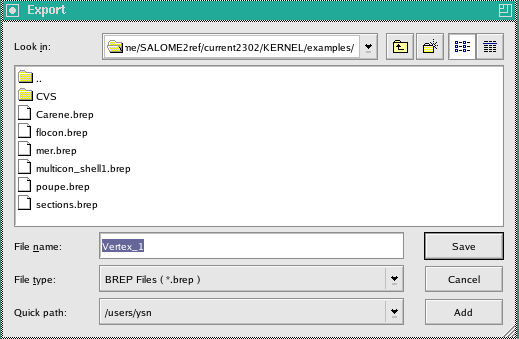 Export
Look in: me/SALOME2ref/current2302/KERNEL/examples/
..
CVS
Carene.brep
flocon.brep
mer.brep
multicon_shell1.brep
poupe.brep
sections.brep
File name: Vertex_1 Save
File type: BREP Files ( *.brep ) Cancel
Quick path: /users/ysn Add